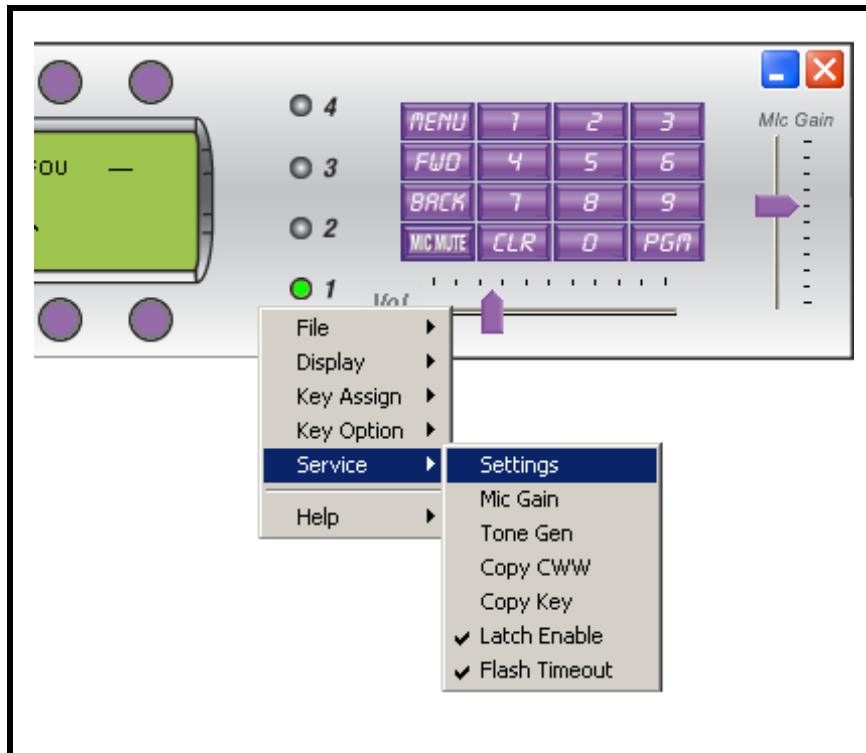 4
MENU 1 2 3
Mic Gain
FOU —
3
FWD 4 5 6
BACK 7 8 9
2
MIC MUTE CLR 0 PGM
1
Vol
File
Display
Key Assign
Key Option
Service
Help
Settings
Mic Gain
Tone Gen
Copy CWW
Copy Key
Latch Enable
Flash Timeout